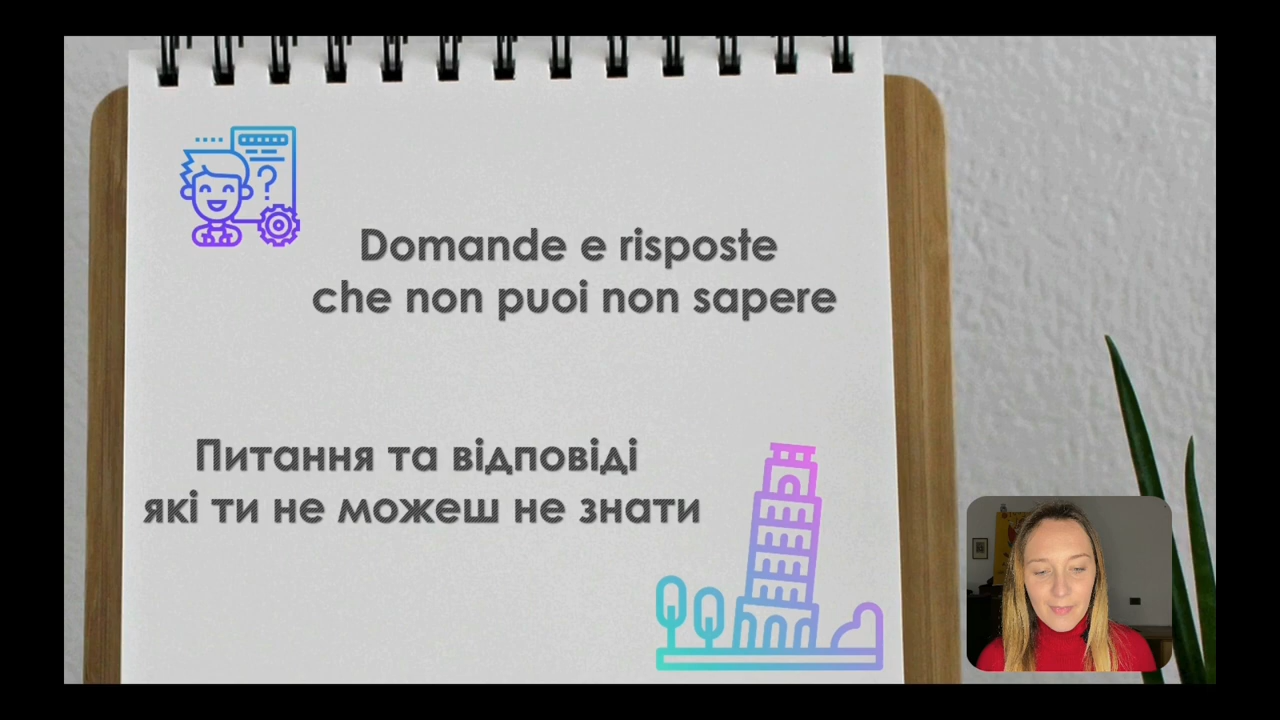 Domande e risposte
che non puoi non sapere
Питання та відповіді
які ти не можеш не знати